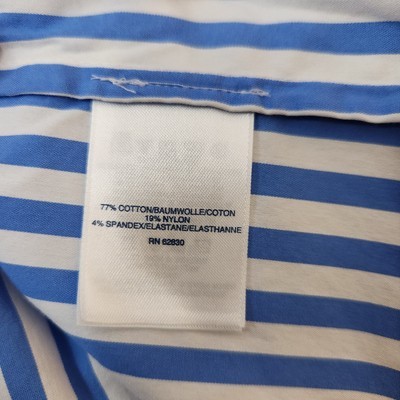 77% COTTON/BAUMWOLLE/COTON
19% NYLON
4% SPANDEX/ELASTANE/ELASTHANNE
RN 62830